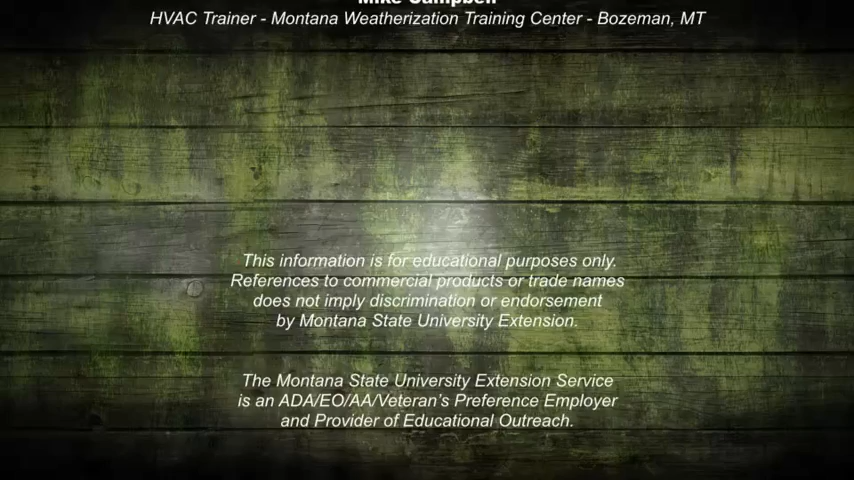 Mike Campbell
HVAC Trainer - Montana Weatherization Training Center - Bozeman, MT
This information is for educational purposes only.
References to commercial products or trade names
does not imply discrimination or endorsement
by Montana State University Extension.
The Montana State University Extension Service
is an ADA/EO/AA/Veteran's Preference Employer
and Provider of Educational Outreach.